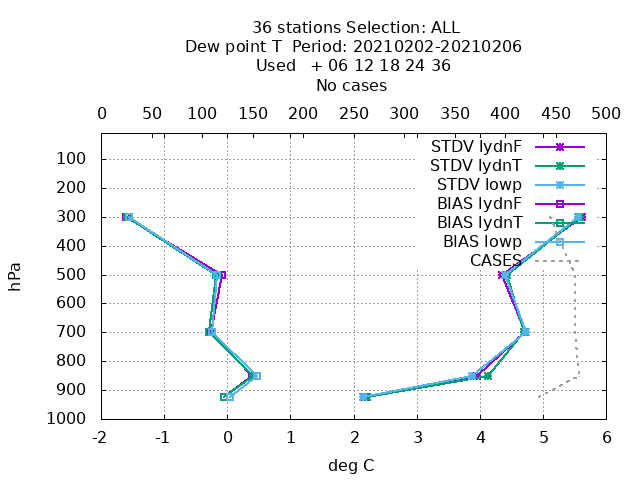 36 stations Selection: ALL
Dew point T  Period: 20210202-20210206
Used   + 06 12 18 24 36
No cases
0 50 100 150 200 250 300 350 400 450 500
STDV lydnF
STDV lydnT
STDV lowp
BIAS lydnF
BIAS lydnT
BIAS lowp
CASES
hPa
100
200
300
400
500
600
700
800
900
1000
-2 -1 0 1 2 3 4 5 6
deg C